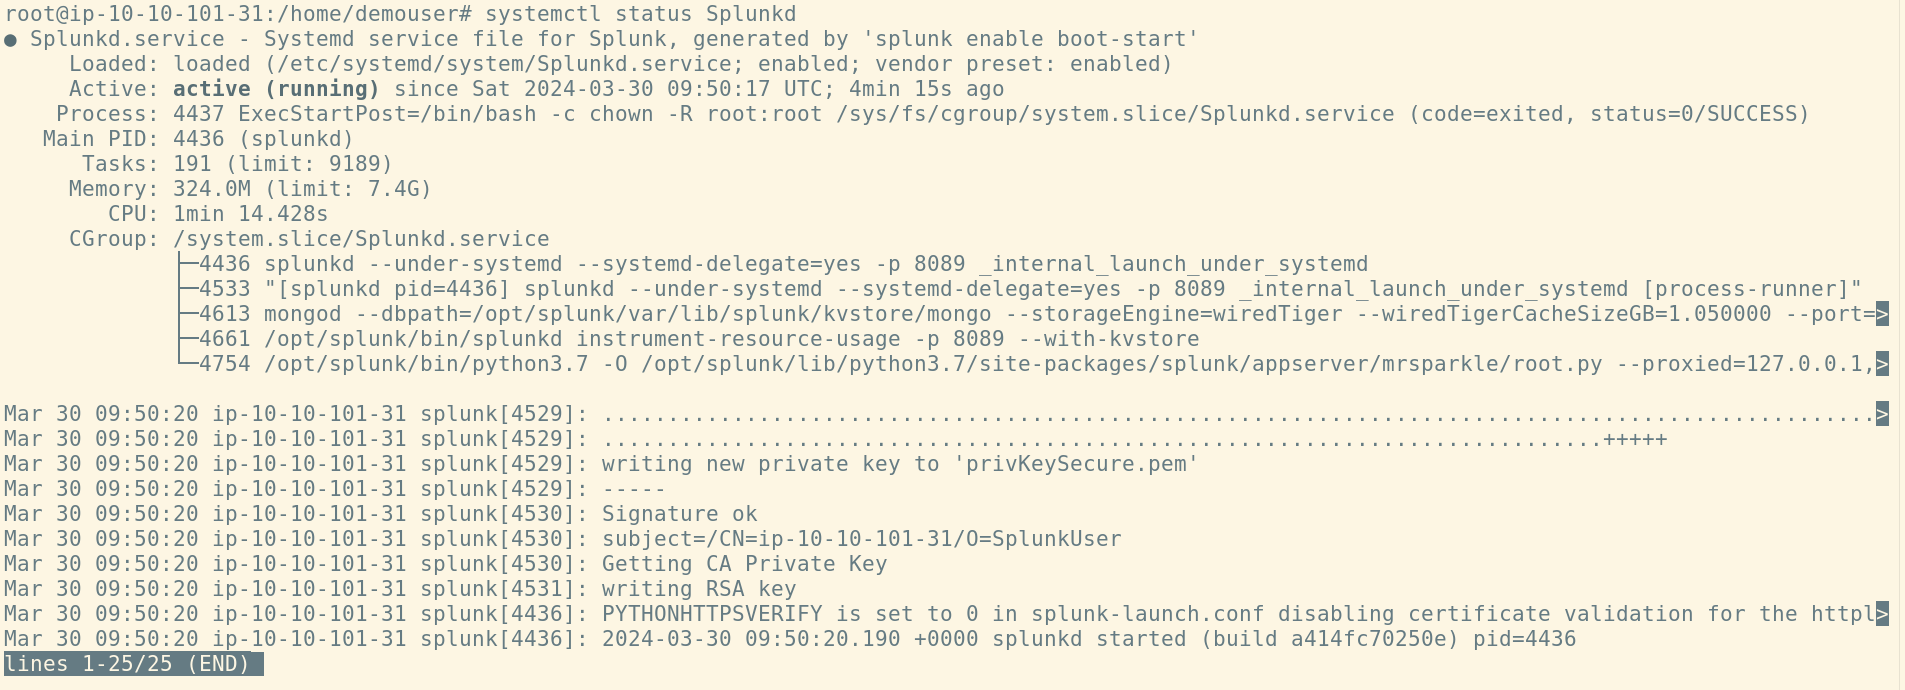 root@ip-10-10-101-31:/home/demouser# systemctl status Splunkd
● Splunkd.service - Systemd service file for Splunk, generated by 'splunk enable boot-start'
     Loaded: loaded (/etc/systemd/system/Splunkd.service; enabled; vendor preset: enabled)
     Active: active (running) since Sat 2024-03-30 09:50:17 UTC; 4min 15s ago
    Process: 4437 ExecStartPost=/bin/bash -c chown -R root:root /sys/fs/cgroup/system.slice/Splunkd.service (code=exited, status=0/SUCCESS)
   Main PID: 4436 (splunkd)
      Tasks: 191 (limit: 9189)
     Memory: 324.0M (limit: 7.4G)
        CPU: 1min 14.428s
     CGroup: /system.slice/Splunkd.service
             ├─4436 splunkd --under-systemd --systemd-delegate=yes -p 8089 _internal_launch_under_systemd
             ├─4533 "[splunkd pid=4436] splunkd --under-systemd --systemd-delegate=yes -p 8089 _internal_launch_under_systemd [process-runner]"
             ├─4613 mongod --dbpath=/opt/splunk/var/lib/splunk/kvstore/mongo --storageEngine=wiredTiger --wiredTigerCacheSizeGB=1.050000 --port=>
             ├─4661 /opt/splunk/bin/splunkd instrument-resource-usage -p 8089 --with-kvstore
             └─4754 /opt/splunk/bin/python3.7 -O /opt/splunk/lib/python3.7/site-packages/splunk/appserver/mrsparkle/root.py --proxied=127.0.0.1,>

Mar 30 09:50:20 ip-10-10-101-31 splunk[4529]: ..................................................................................................>
Mar 30 09:50:20 ip-10-10-101-31 splunk[4529]: .............................................................................+++++
Mar 30 09:50:20 ip-10-10-101-31 splunk[4529]: writing new private key to 'privKeySecure.pem'
Mar 30 09:50:20 ip-10-10-101-31 splunk[4529]: -----
Mar 30 09:50:20 ip-10-10-101-31 splunk[4530]: Signature ok
Mar 30 09:50:20 ip-10-10-101-31 splunk[4530]: subject=/CN=ip-10-10-101-31/O=SplunkUser
Mar 30 09:50:20 ip-10-10-101-31 splunk[4530]: Getting CA Private Key
Mar 30 09:50:20 ip-10-10-101-31 splunk[4531]: writing RSA key
Mar 30 09:50:20 ip-10-10-101-31 splunk[4436]: PYTHONHTTPSVERIFY is set to 0 in splunk-launch.conf disabling certificate validation for the httpl>
Mar 30 09:50:20 ip-10-10-101-31 splunk[4436]: 2024-03-30 09:50:20.190 +0000 splunkd started (build a414fc70250e) pid=4436
lines 1-25/25 (END)